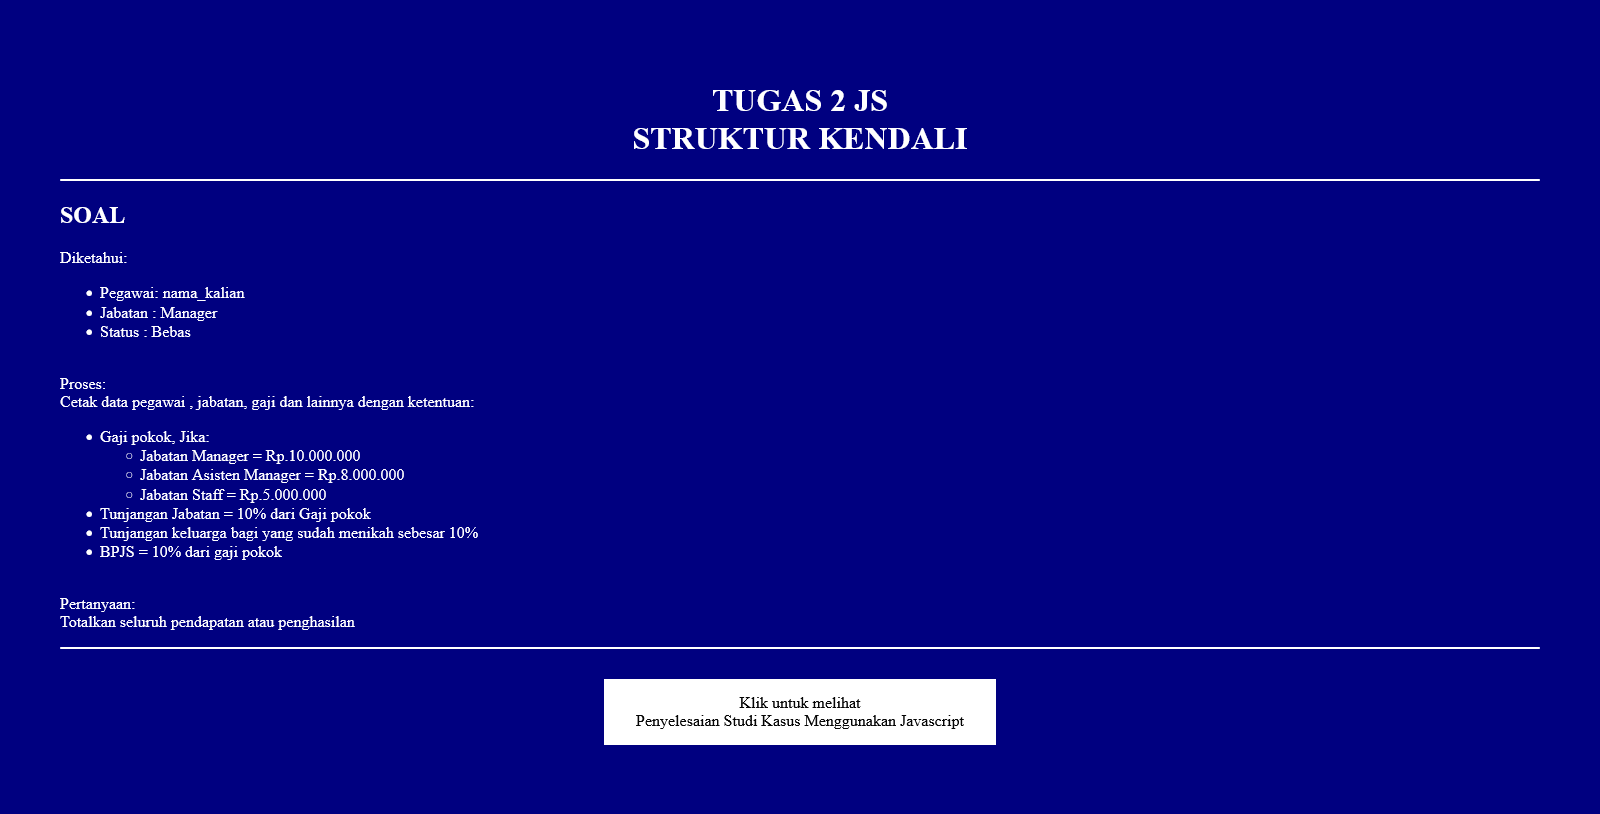 TUGAS 2 JS
STRUKTUR KENDALI
SOAL
Diketahui:
Pegawai: nama_kalian
Jabatan : Manager
Status : Bebas
Proses:
Cetak data pegawai , jabatan, gaji dan lainnya dengan ketentuan:
Gaji pokok, Jika:
Jabatan Manager = Rp.10.000.000
Jabatan Asisten Manager = Rp.8.000.000
Jabatan Staff = Rp.5.000.000
Tunjangan Jabatan = 10% dari Gaji pokok
Tunjangan keluarga bagi yang sudah menikah sebesar 10%
BPJS = 10% dari gaji pokok
Pertanyaan:
Totalkan seluruh pendapatan atau penghasilan
Klik untuk melihat
Penyelesaian Studi Kasus Menggunakan Javascript